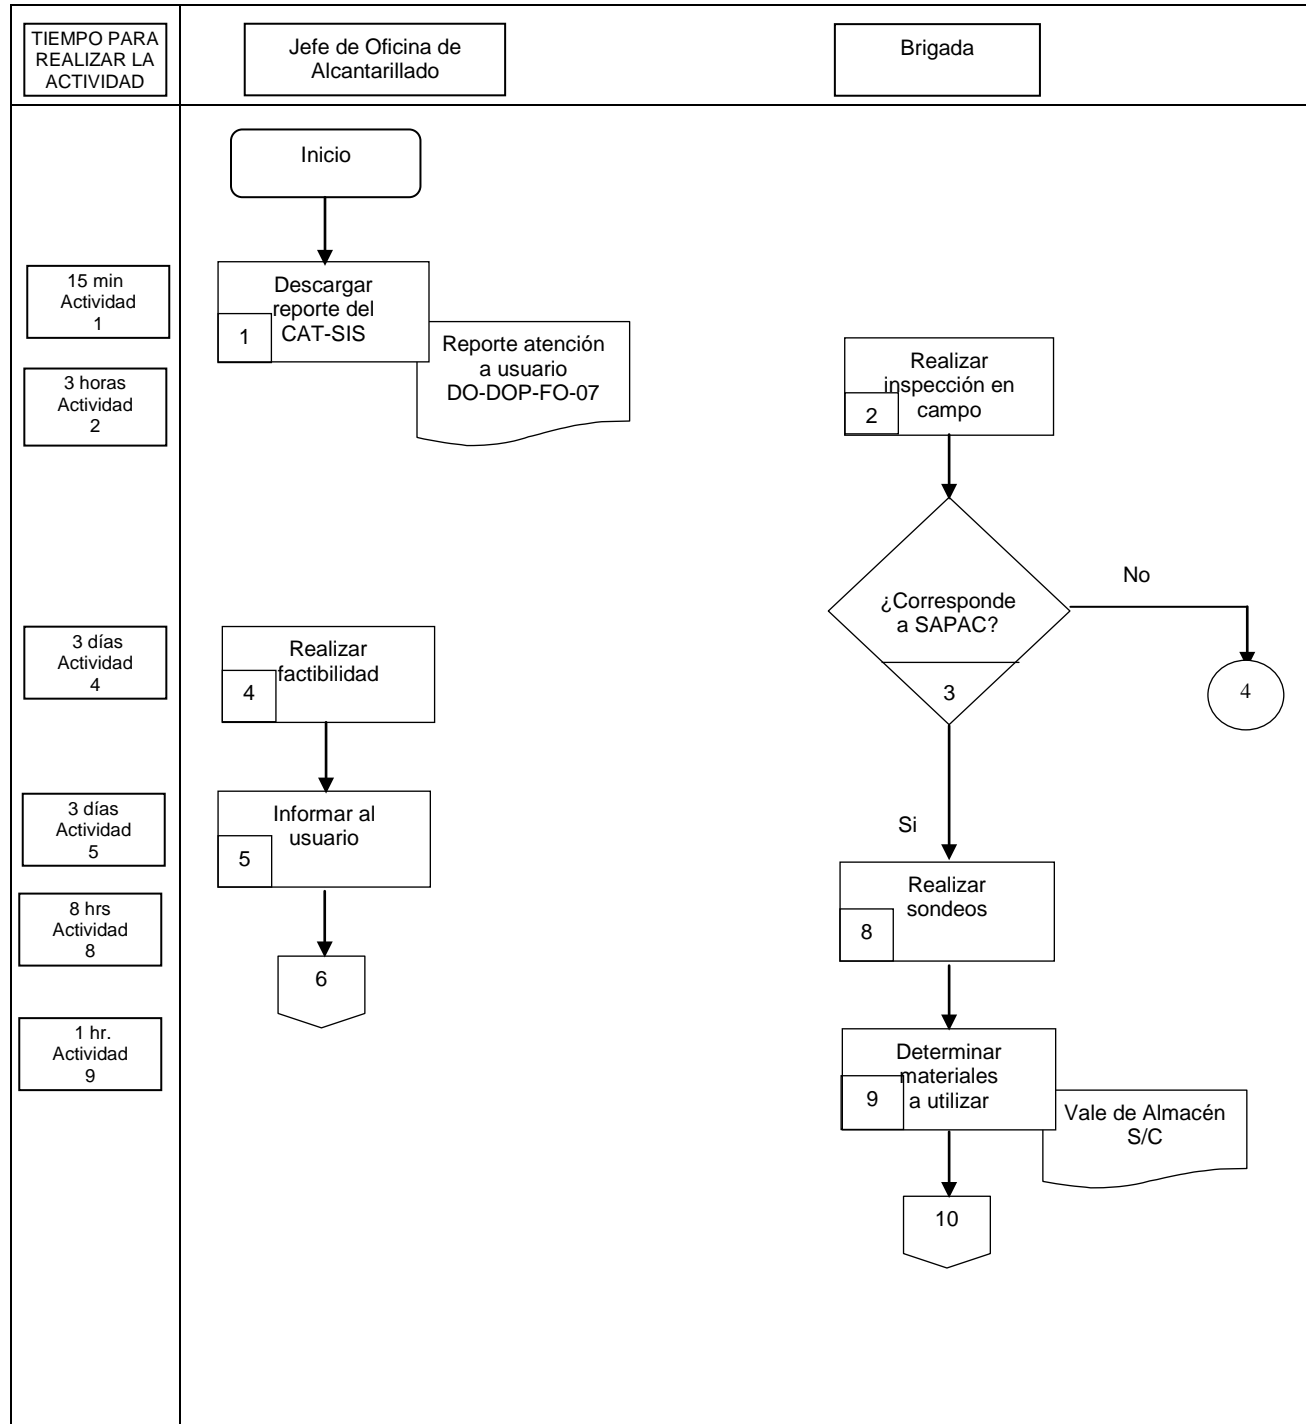 TIEMPO PARA
REALIZAR LA
ACTIVIDAD
Jefe de Oficina de
Alcantarillado
Brigada
Inicio
15 min
Actividad
1
Descargar
reporte del
CAT-SIS
1
Reporte atención
a usuario
DO-DOP-FO-07
3 horas
Actividad
2
Realizar
inspección en
campo
2
¿Corresponde
a SAPAC?
3
No
4
3 días
Actividad
4
Realizar
factibilidad
4
3 días
Actividad
5
Informar al
usuario
5
Si
8 hrs
Actividad
8
Realizar
sondeos
8
6
1 hr.
Actividad
9
Determinar
materiales
a utilizar
9
Vale de Almacén
S/C
10